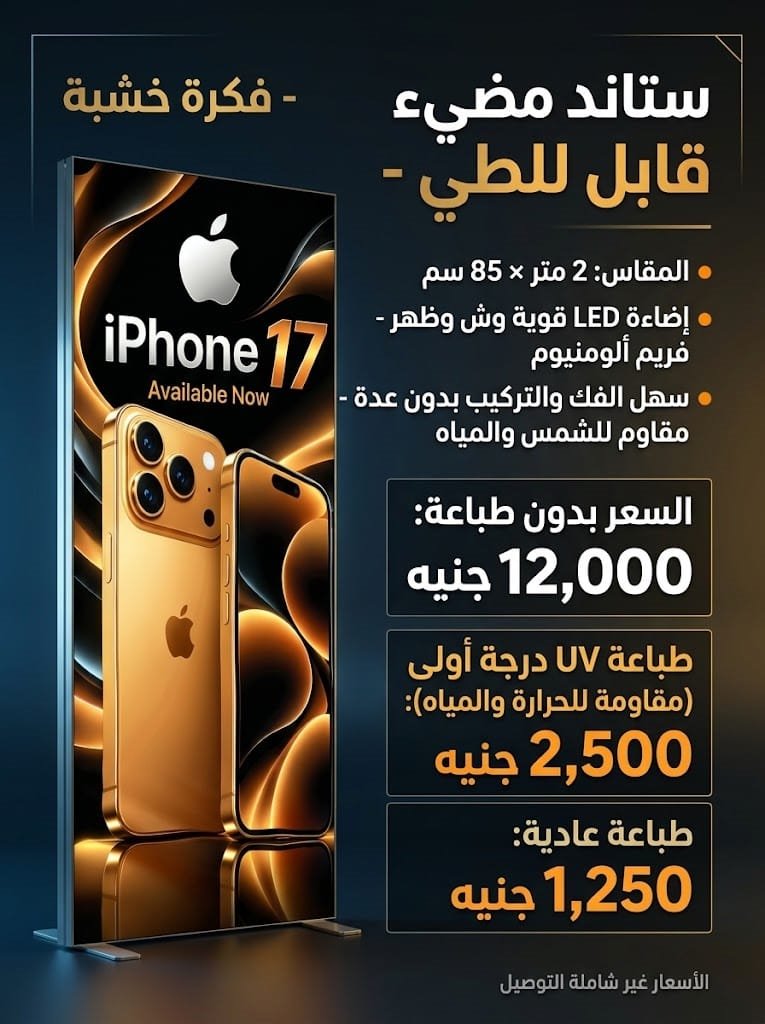 ستاند مضيء
قابل للطي -
- فكرة خشبة
المقاس: 2 متر × 85 سم
إضاءة LED قوية وش وظهر -
فريم ألومنيوم
سهل الفك والتركيب بدون عدة -
مقاوم للشمس والمياه
السعر بدون طباعة:
12,000 جنيه
طباعة UV درجة أولى
(مقاومة للحرارة والمياه):
2,500 جنيه
طباعة عادية:
1,250 جنيه
الأسعار غير شاملة التوصيل
iPhone 17
Available Now